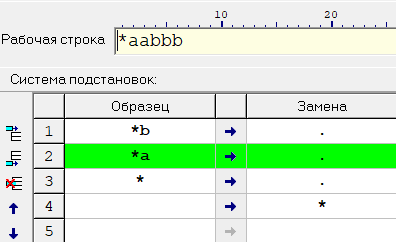 10 20
Рабочая строка *aabbb
Система подстановок:
Образец Замена
1 *b → .
2 *a → .
3 * → .
4 → *
5 →